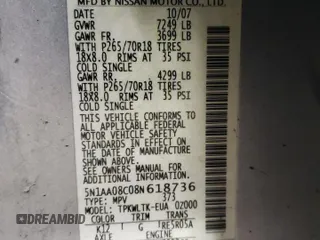 MFD BY NISSAN MOTOR CO., LTD.
DATE 10/07
GVWR 7249 LB
GAWR FR. 3699 LB
WITH P265/70R18 TIRES
18X8.0 RIMS AT 35 PSI
COLD SINGLE
GAWR RR. 4299 LB
WITH P265/70R18 TIRES
18X8.0 RIMS AT 35 PSI
COLD SINGLE
THIS VEHICLE CONFORMS TO
ALL APPLICABLE FEDERAL
MOTOR VEHICLE SAFETY
STANDARDS IN EFFECT ON
THE DATE OF MANUFACTURE
SHOWN ABOVE.
SEE OWNERS MANUAL FOR
ADDITIONAL INFORMATION.
5N1AA08C08N618736
TYPE: MPV 373
MODEL: TPKWLTK-EUA 0Z000
COLOR TRIM TRANS
K12 G TRE5R05A
AXLE ENGINE
AUTOBIDMASTER